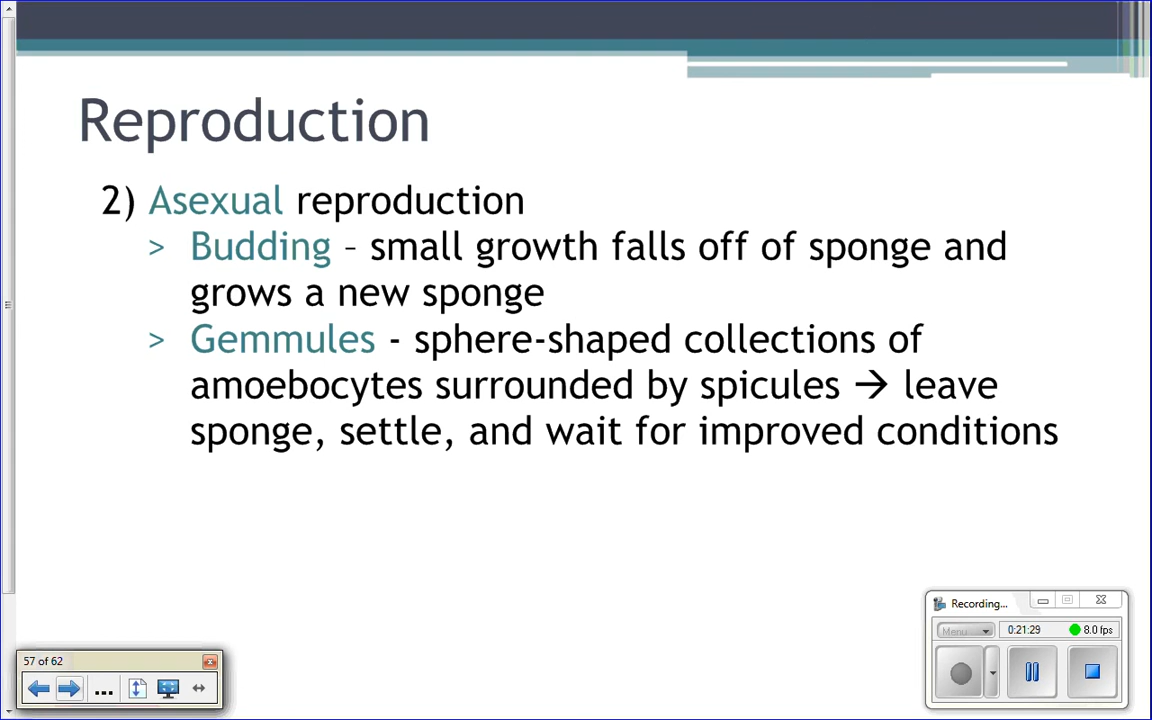 Reproduction
2) Asexual reproduction
> Budding – small growth falls off of sponge and
grows a new sponge
> Gemmules - sphere-shaped collections of
amoebocytes surrounded by spicules → leave
sponge, settle, and wait for improved conditions
Recording...
Menu
0:21:29
8.0 fps
57 of 62
...